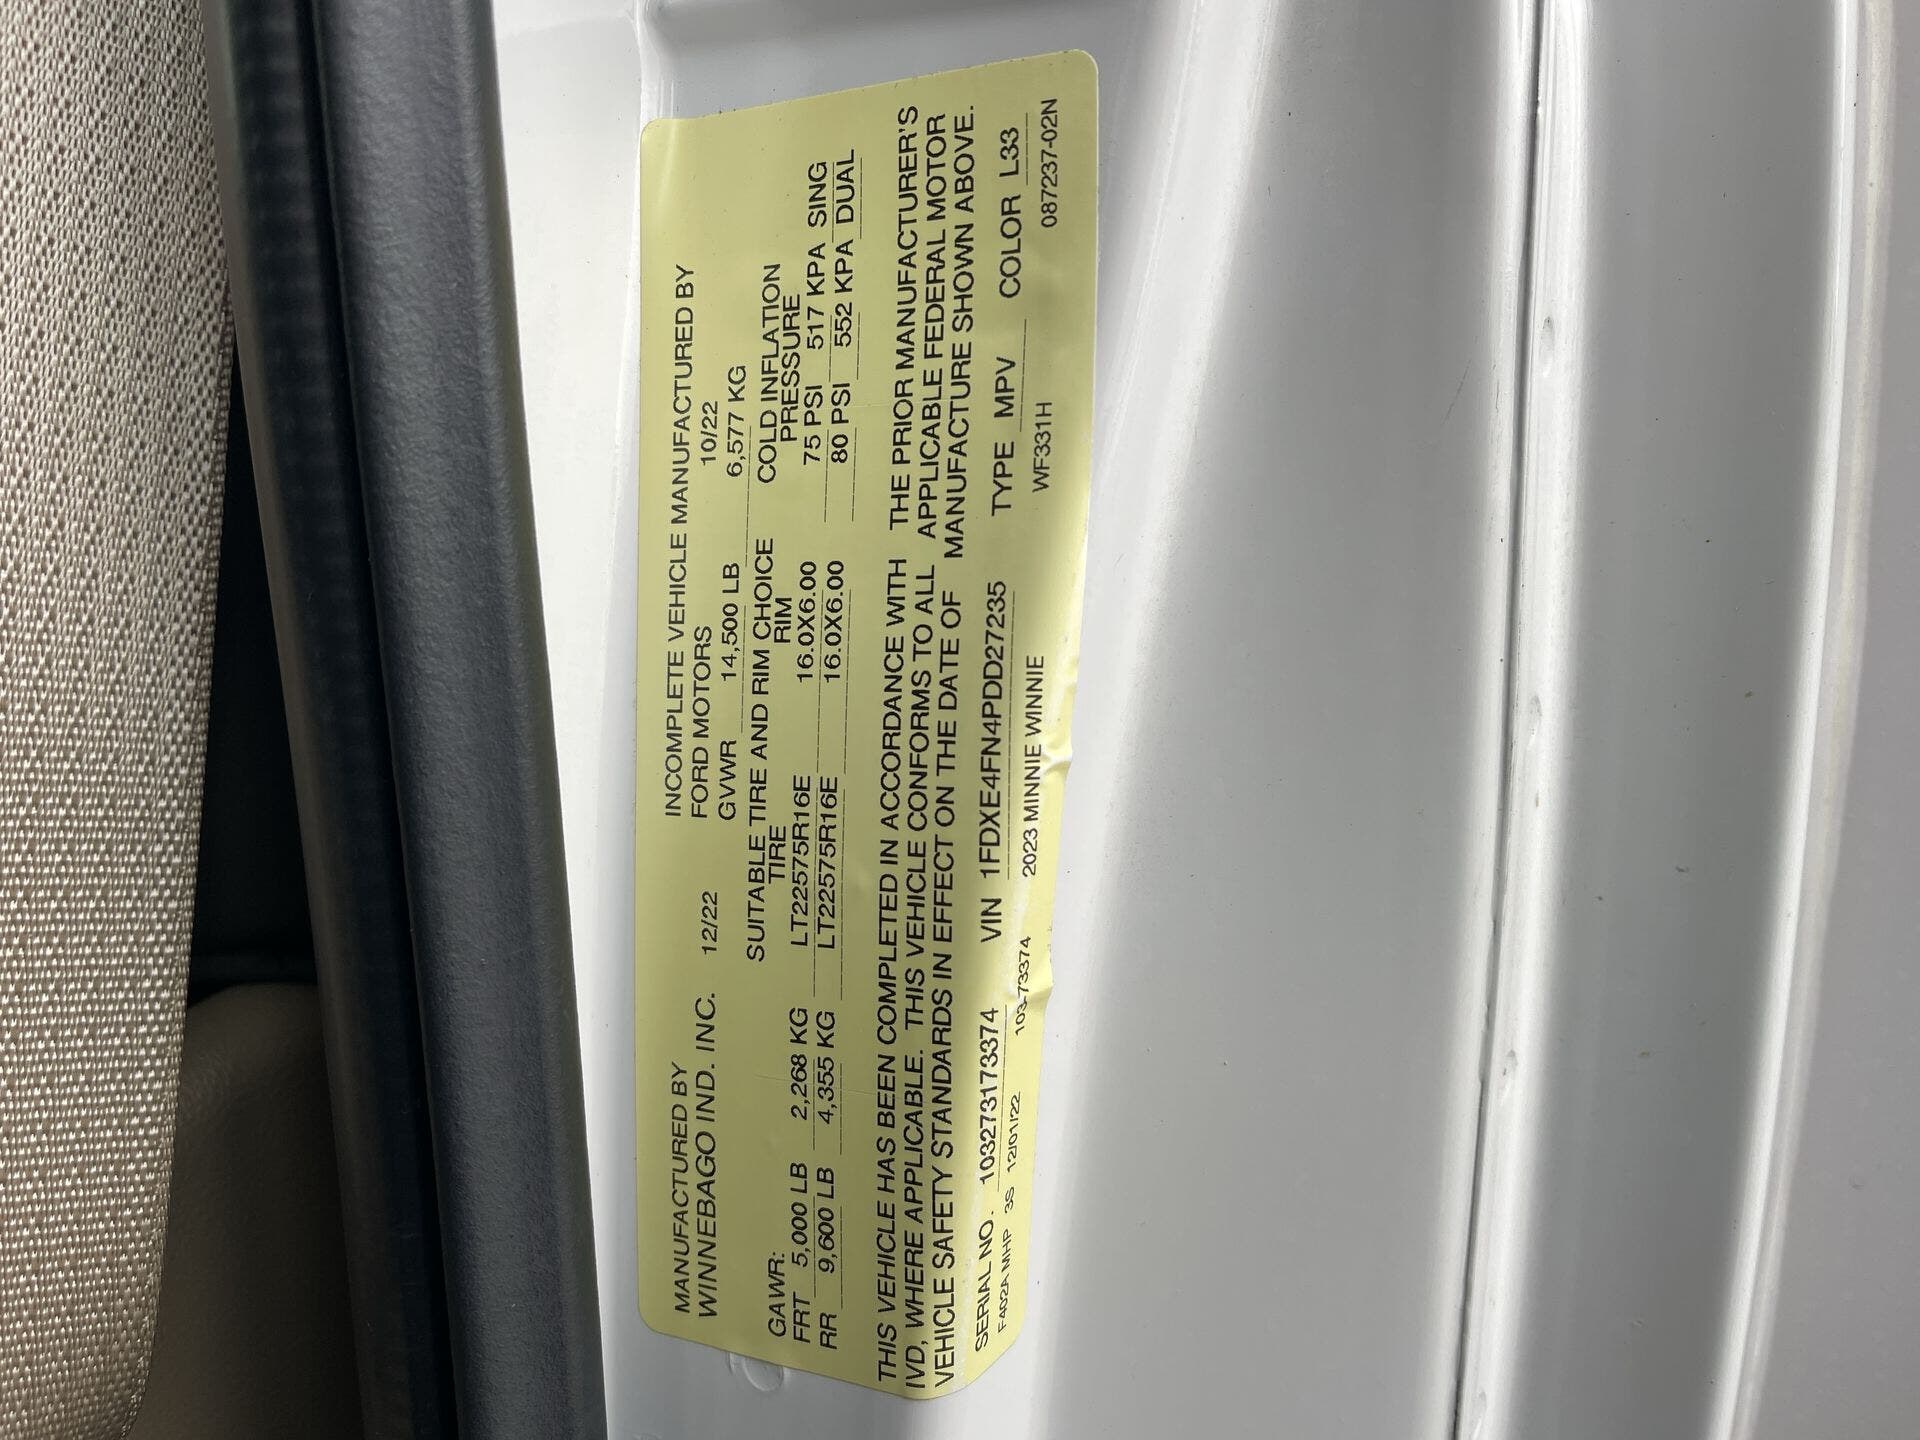 MANUFACTURED BY INCOMPLETE VEHICLE MANUFACTURED BY
WINNEBAGO IND. INC. 12/22 FORD MOTORS 10/22
GVWR 14,500 LB 6,577 KG
SUITABLE TIRE AND RIM CHOICE COLD INFLATION
GAWR: TIRE RIM PRESSURE
FRT 5,000 LB 2,268 KG LT22575R16E 16.0X6.00 75 PSI 517 KPA SING
RR 9,600 LB 4,355 KG LT22575R16E 16.0X6.00 80 PSI 552 KPA DUAL
THIS VEHICLE HAS BEEN COMPLETED IN ACCORDANCE WITH THE PRIOR MANUFACTURER'S
IVD, WHERE APPLICABLE. THIS VEHICLE CONFORMS TO ALL APPLICABLE FEDERAL MOTOR
VEHICLE SAFETY STANDARDS IN EFFECT ON THE DATE OF MANUFACTURE SHOWN ABOVE.
SERIAL NO. 103273173374 VIN 1FDXE4FN4PDD27235 TYPE MPV COLOR L33
F402A MHP 3S 12/01/22 103-73374 2023 MINNIE WINNIE WF331H 087237-02N